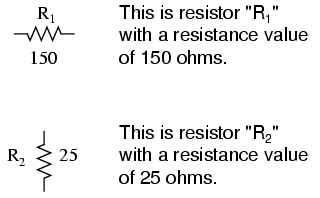 R₁
150
This is resistor "R₁"
with a resistance value
of 150 ohms.
R₂ 25
This is resistor "R₂"
with a resistance value
of 25 ohms.